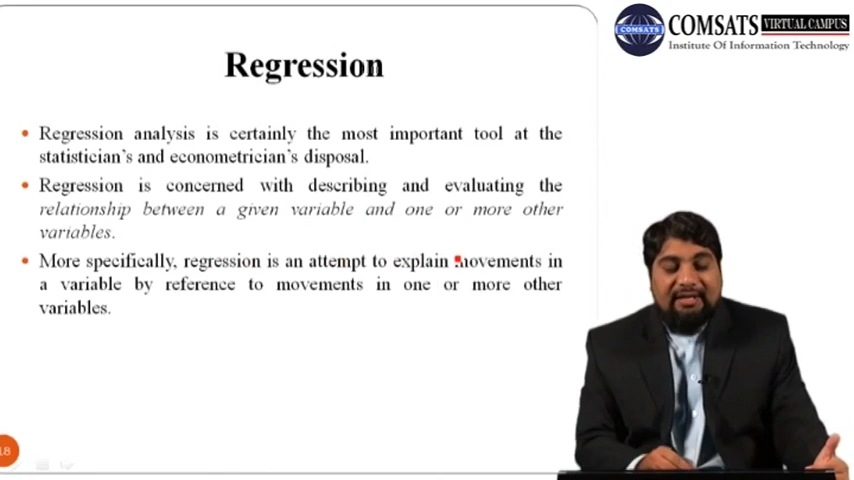 COMSATS
COMSATS VIRTUAL CAMPUS
Institute Of Information Technology
Regression
• Regression analysis is certainly the most important tool at the
statistician's and econometrician's disposal.
• Regression is concerned with describing and evaluating the
relationship between a given variable and one or more other
variables.
• More specifically, regression is an attempt to explain movements in
a variable by reference to movements in one or more other
variables.
18